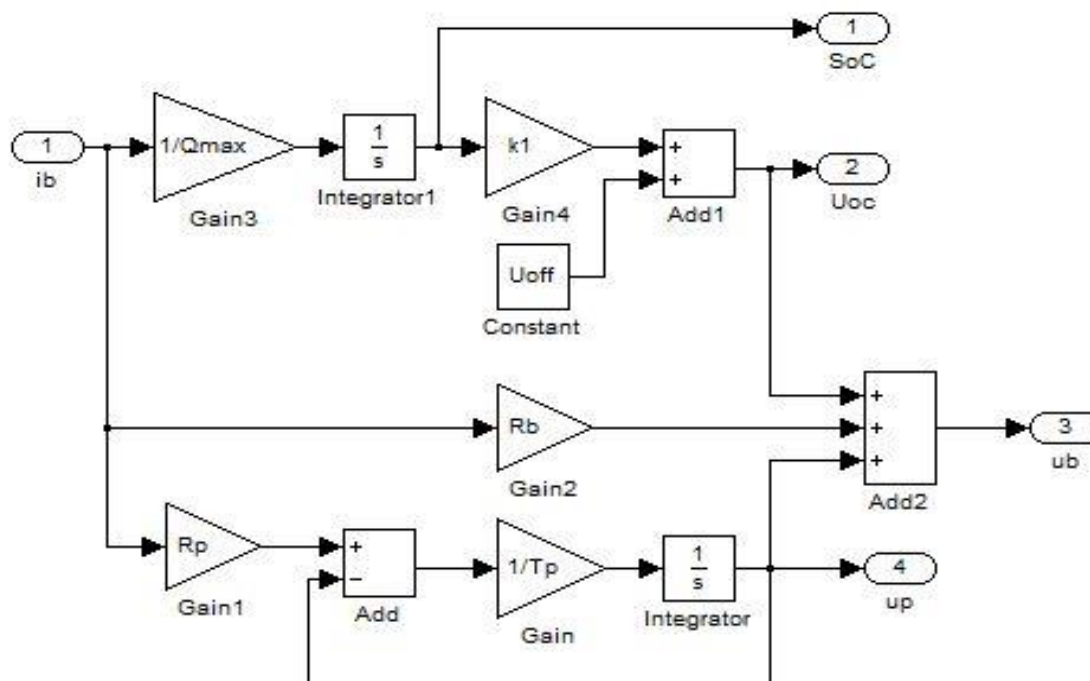 1
SoC
1
ib
1/Qmax
Gain3
1
s
Integrator1
k1
Gain4
+
+
Add1
2
Uoc
Uoff
Constant
Rb
Gain2
+
+
+
Add2
3
ub
Rp
Gain1
+
−
Add
1/Tp
Gain
1
s
Integrator
4
up